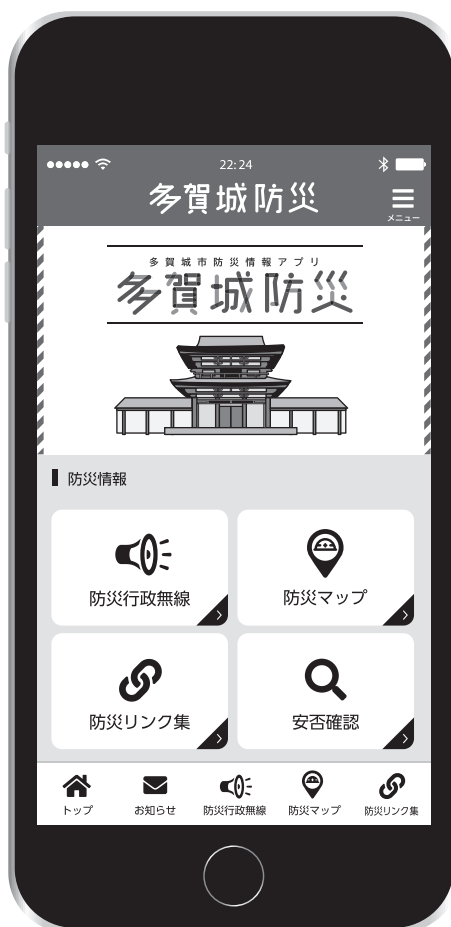 22:24
多賀城防災
メニュー
多賀城市防災情報アプリ
多賀城防災
防災情報
防災行政無線
防災マップ
防災リンク集
安否確認
トップ
お知らせ
防災行政無線
防災マップ
防災リンク集